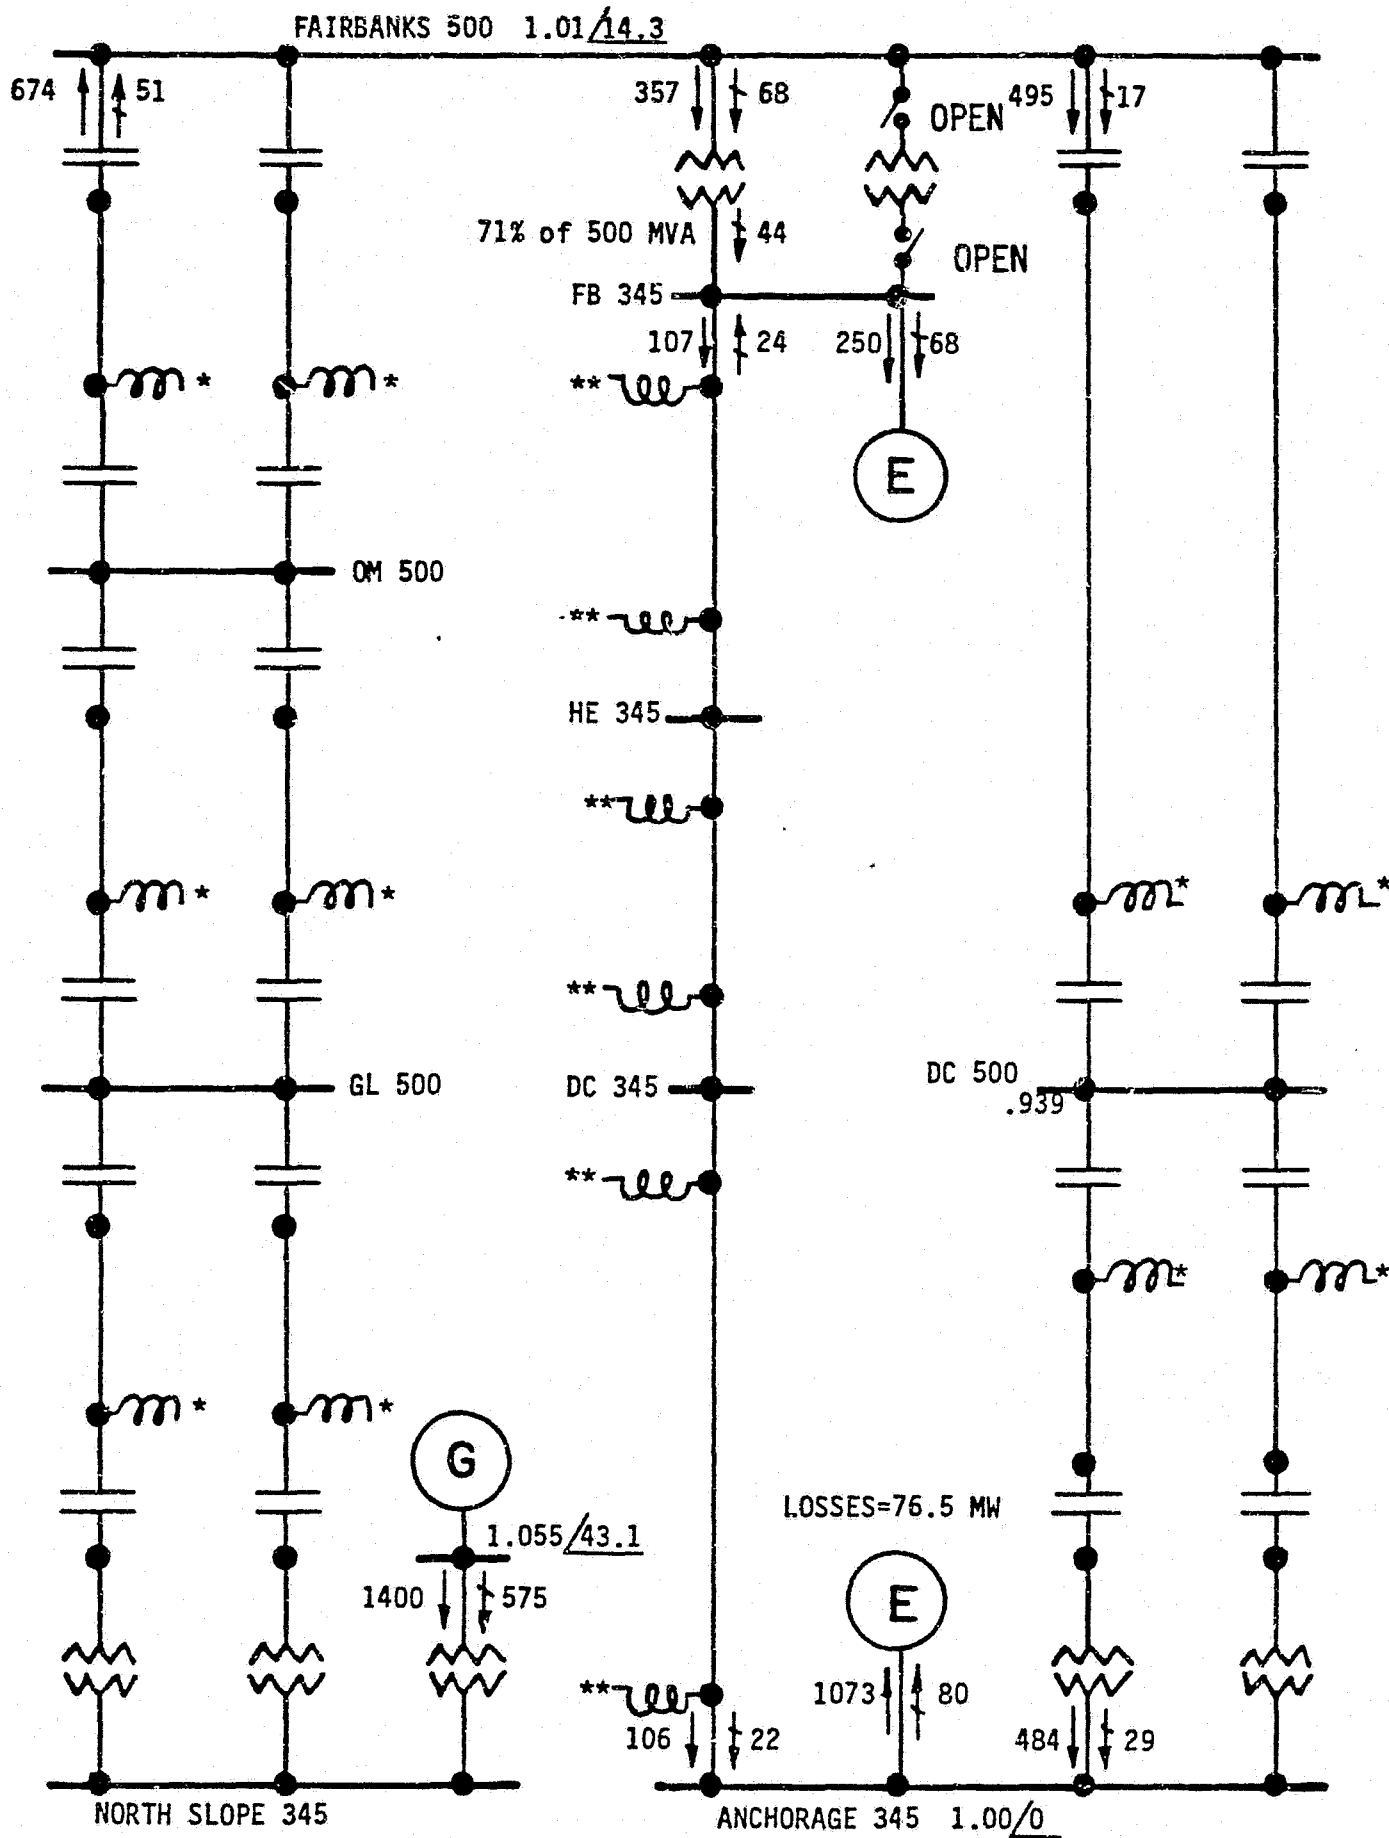 FAIRBANKS 500 1.01/14.3
674
51
357
68
OPEN
495
17
71% of 500 MVA
44
OPEN
FB 345
107
24
250
68
*
*
**
E
OM 500
**
HE 345
**
*
*
*
*
**
GL 500
DC 345
DC 500
.939
**
*
*
*
*
G
LOSSES=76.5 MW
1.055/43.1
1400
575
E
**
1073
80
106
22
484
29
NORTH SLOPE 345
ANCHORAGE 345 1.00/0